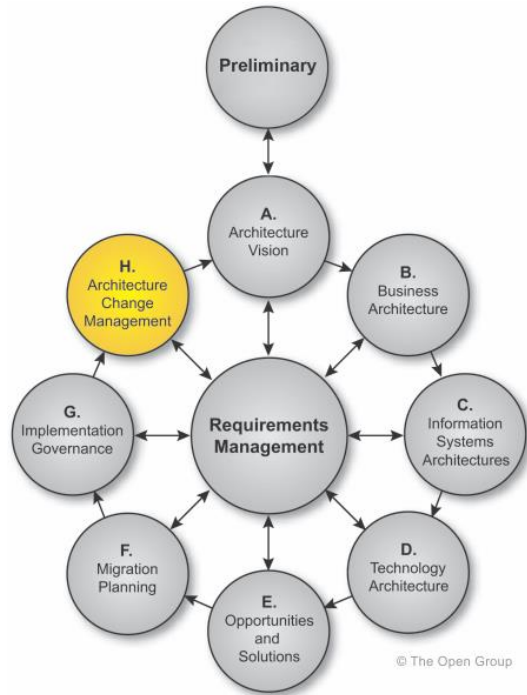 Preliminary
A.
Architecture
Vision
B.
Business
Architecture
C.
Information
Systems
Architectures
D.
Technology
Architecture
E.
Opportunities
and
Solutions
F.
Migration
Planning
G.
Implementation
Governance
H.
Architecture
Change
Management
Requirements
Management
© The Open Group